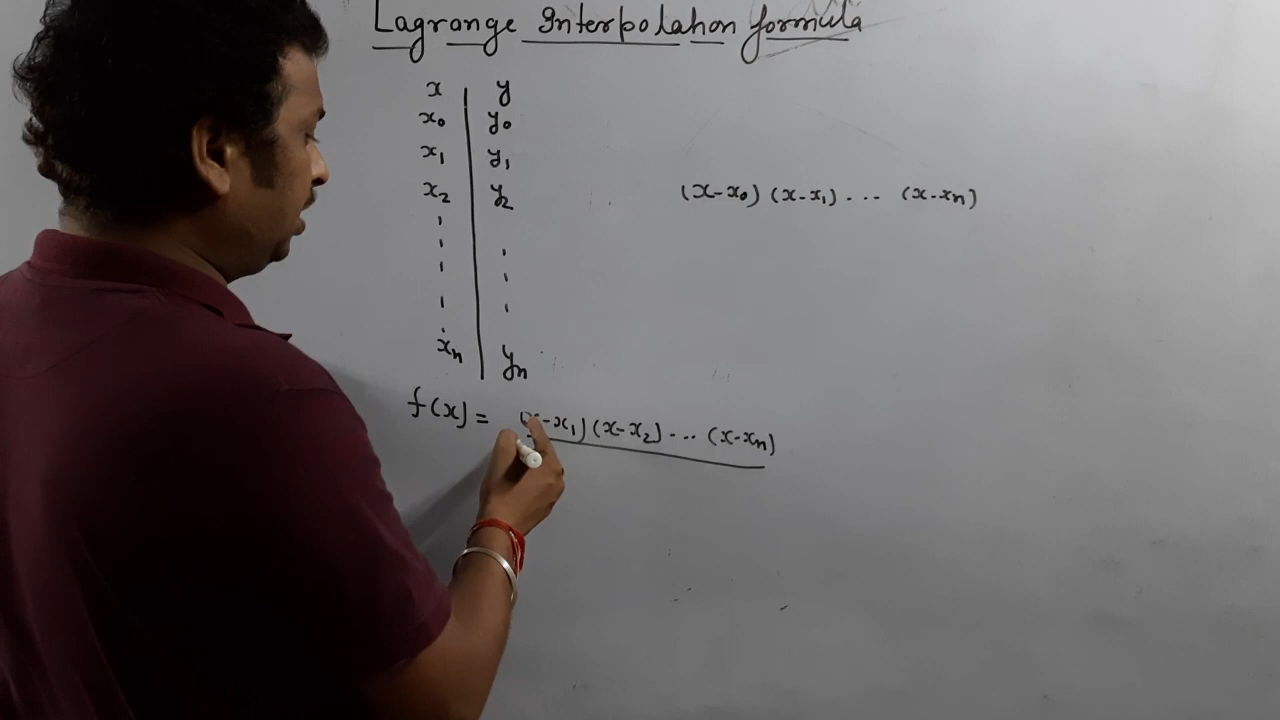 Lagrange Interpolation formula
x | y
x₀ | y₀
x₁ | y₁
x₂ | y₂
(x-x₀) (x-x₁) ... (x-xₙ)
xₙ | yₙ
f(x) = (x-x₁) (x-x₂) ... (x-xₙ)